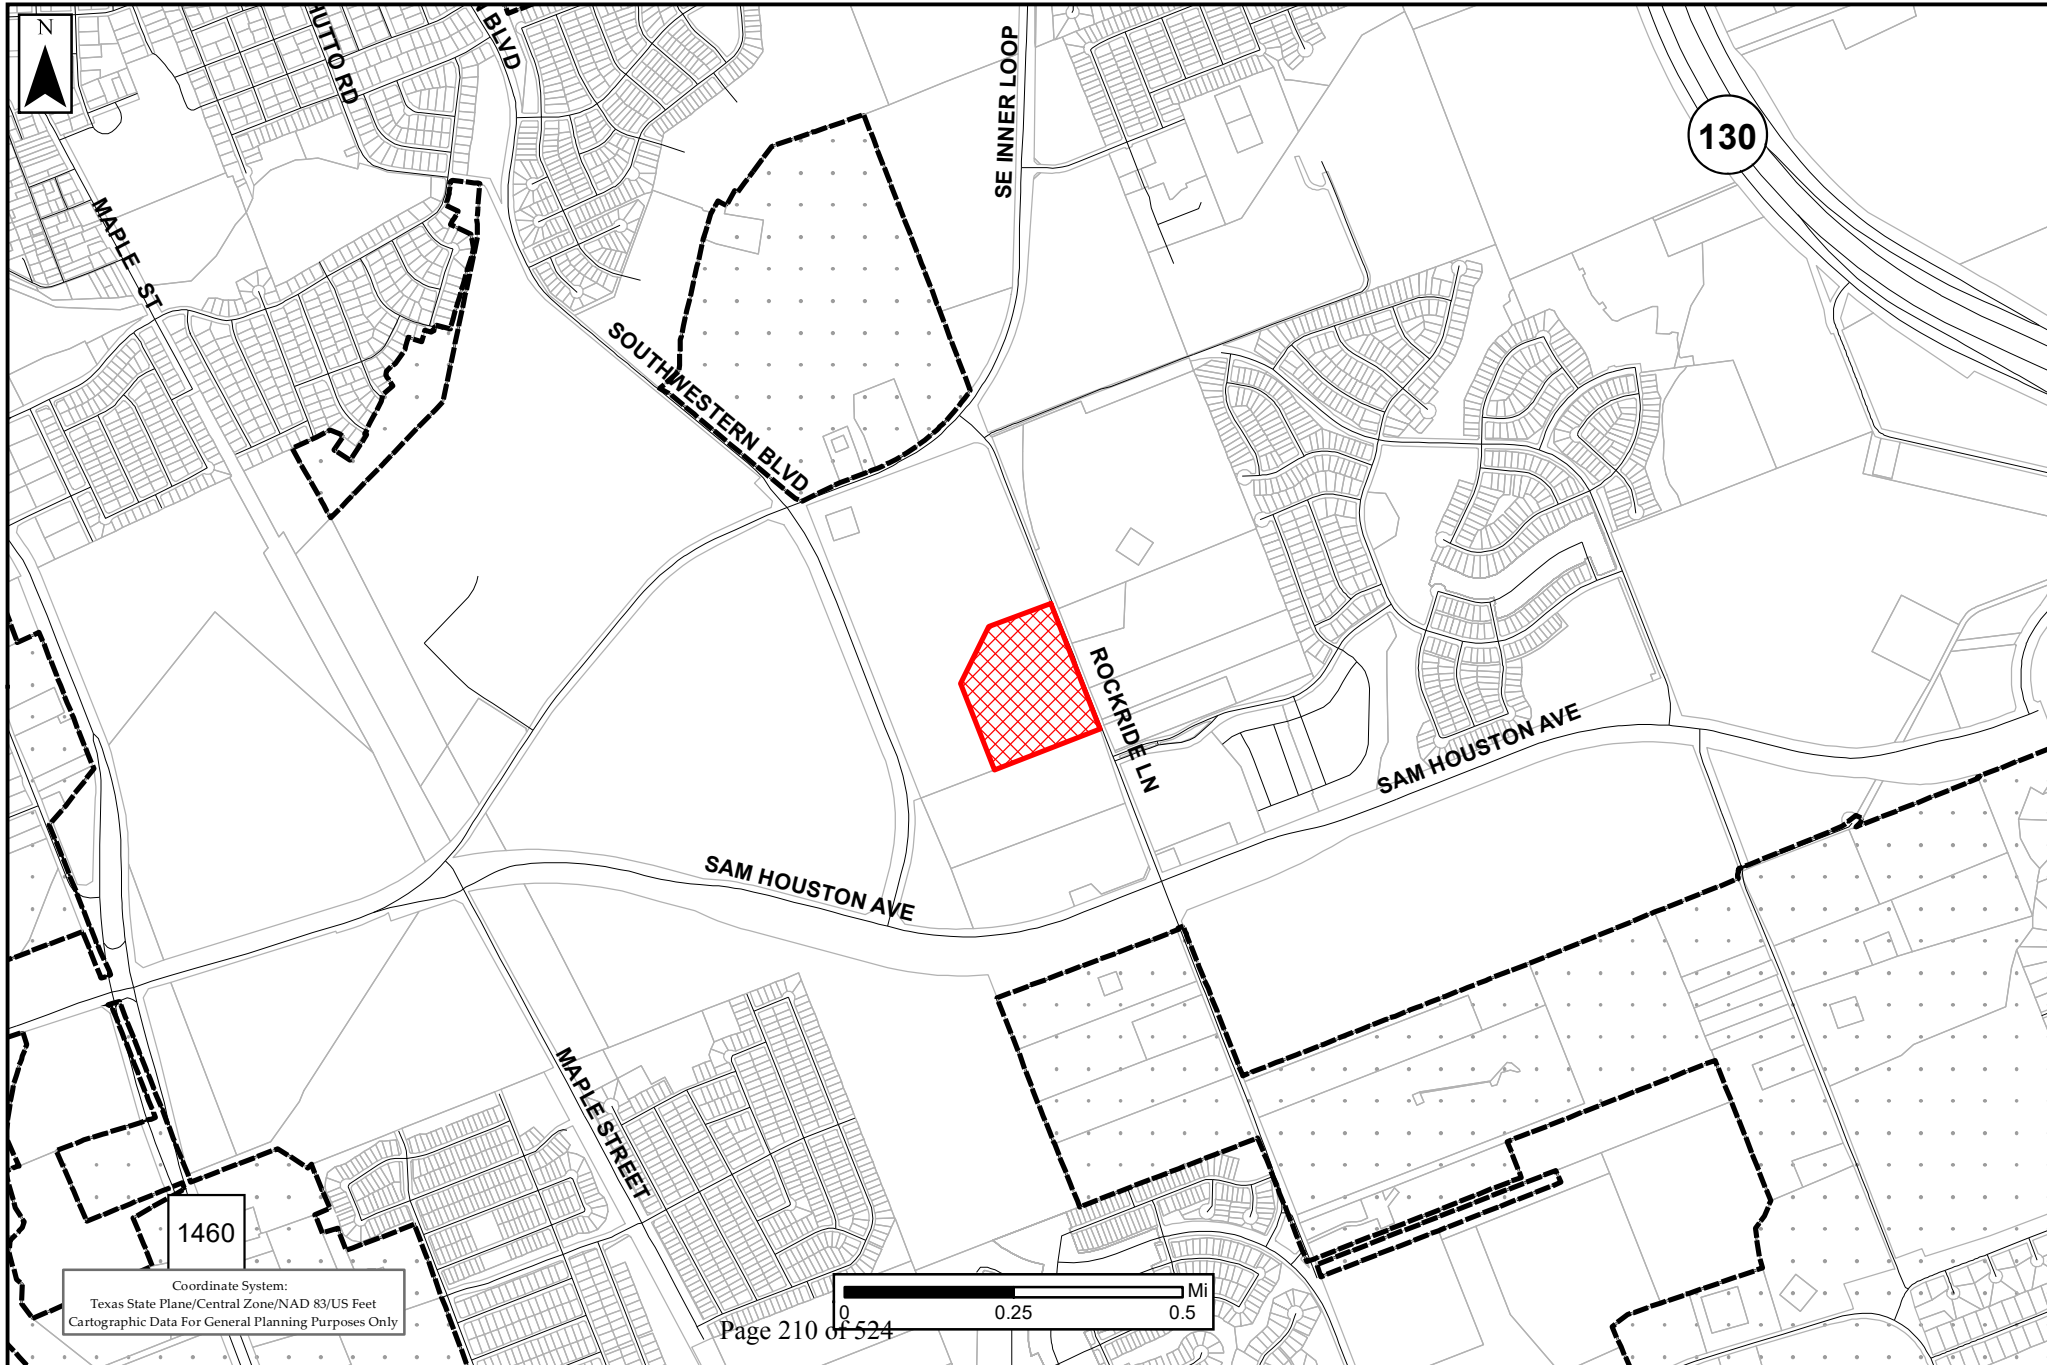 N
HUTTO RD
BLVD
SE INNER LOOP
130
MAPLE ST
SOUTHWESTERN BLVD
ROCKRIDE LN
SAM HOUSTON AVE
SAM HOUSTON AVE
MAPLE STREET
1460
Coordinate System:
Texas State Plane/Central Zone/NAD 83/US Feet
Cartographic Data For General Planning Purposes Only
Mi
0 0.25 0.5
Page 210 of 524